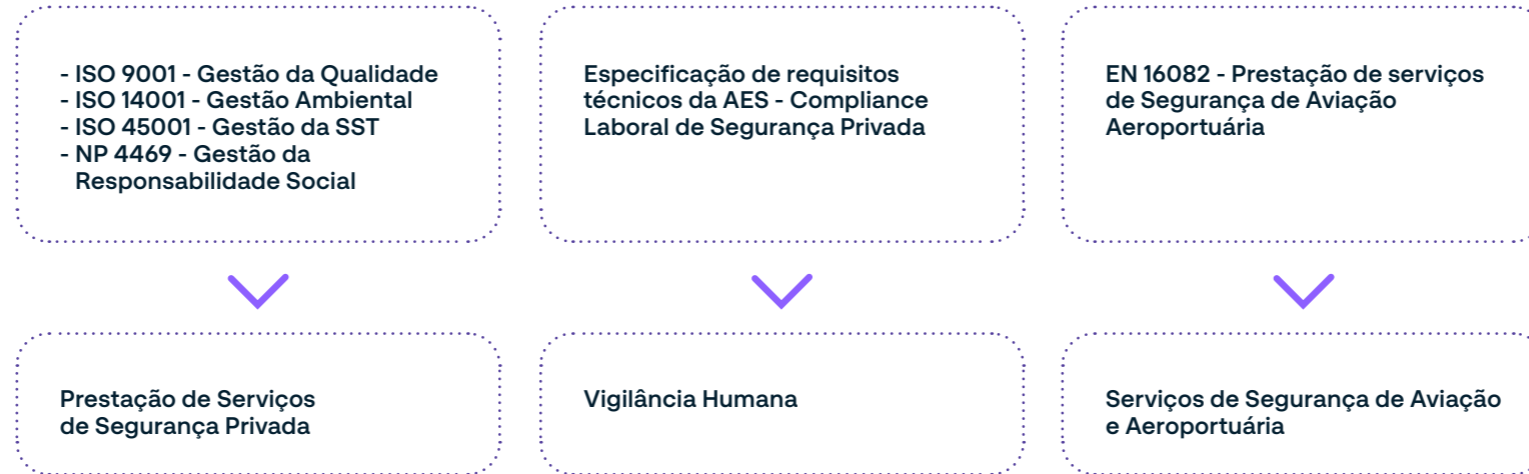 - ISO 9001 - Gestão da Qualidade
- ISO 14001 - Gestão Ambiental
- ISO 45001 - Gestão da SST
- NP 4469 - Gestão da
Responsabilidade Social
Especificação de requisitos
técnicos da AES - Compliance
Laboral de Segurança Privada
EN 16082 - Prestação de serviços
de Segurança de Aviação
Aeroportuária
Prestação de Serviços
de Segurança Privada
Vigilância Humana
Serviços de Segurança de Aviação
e Aeroportuária